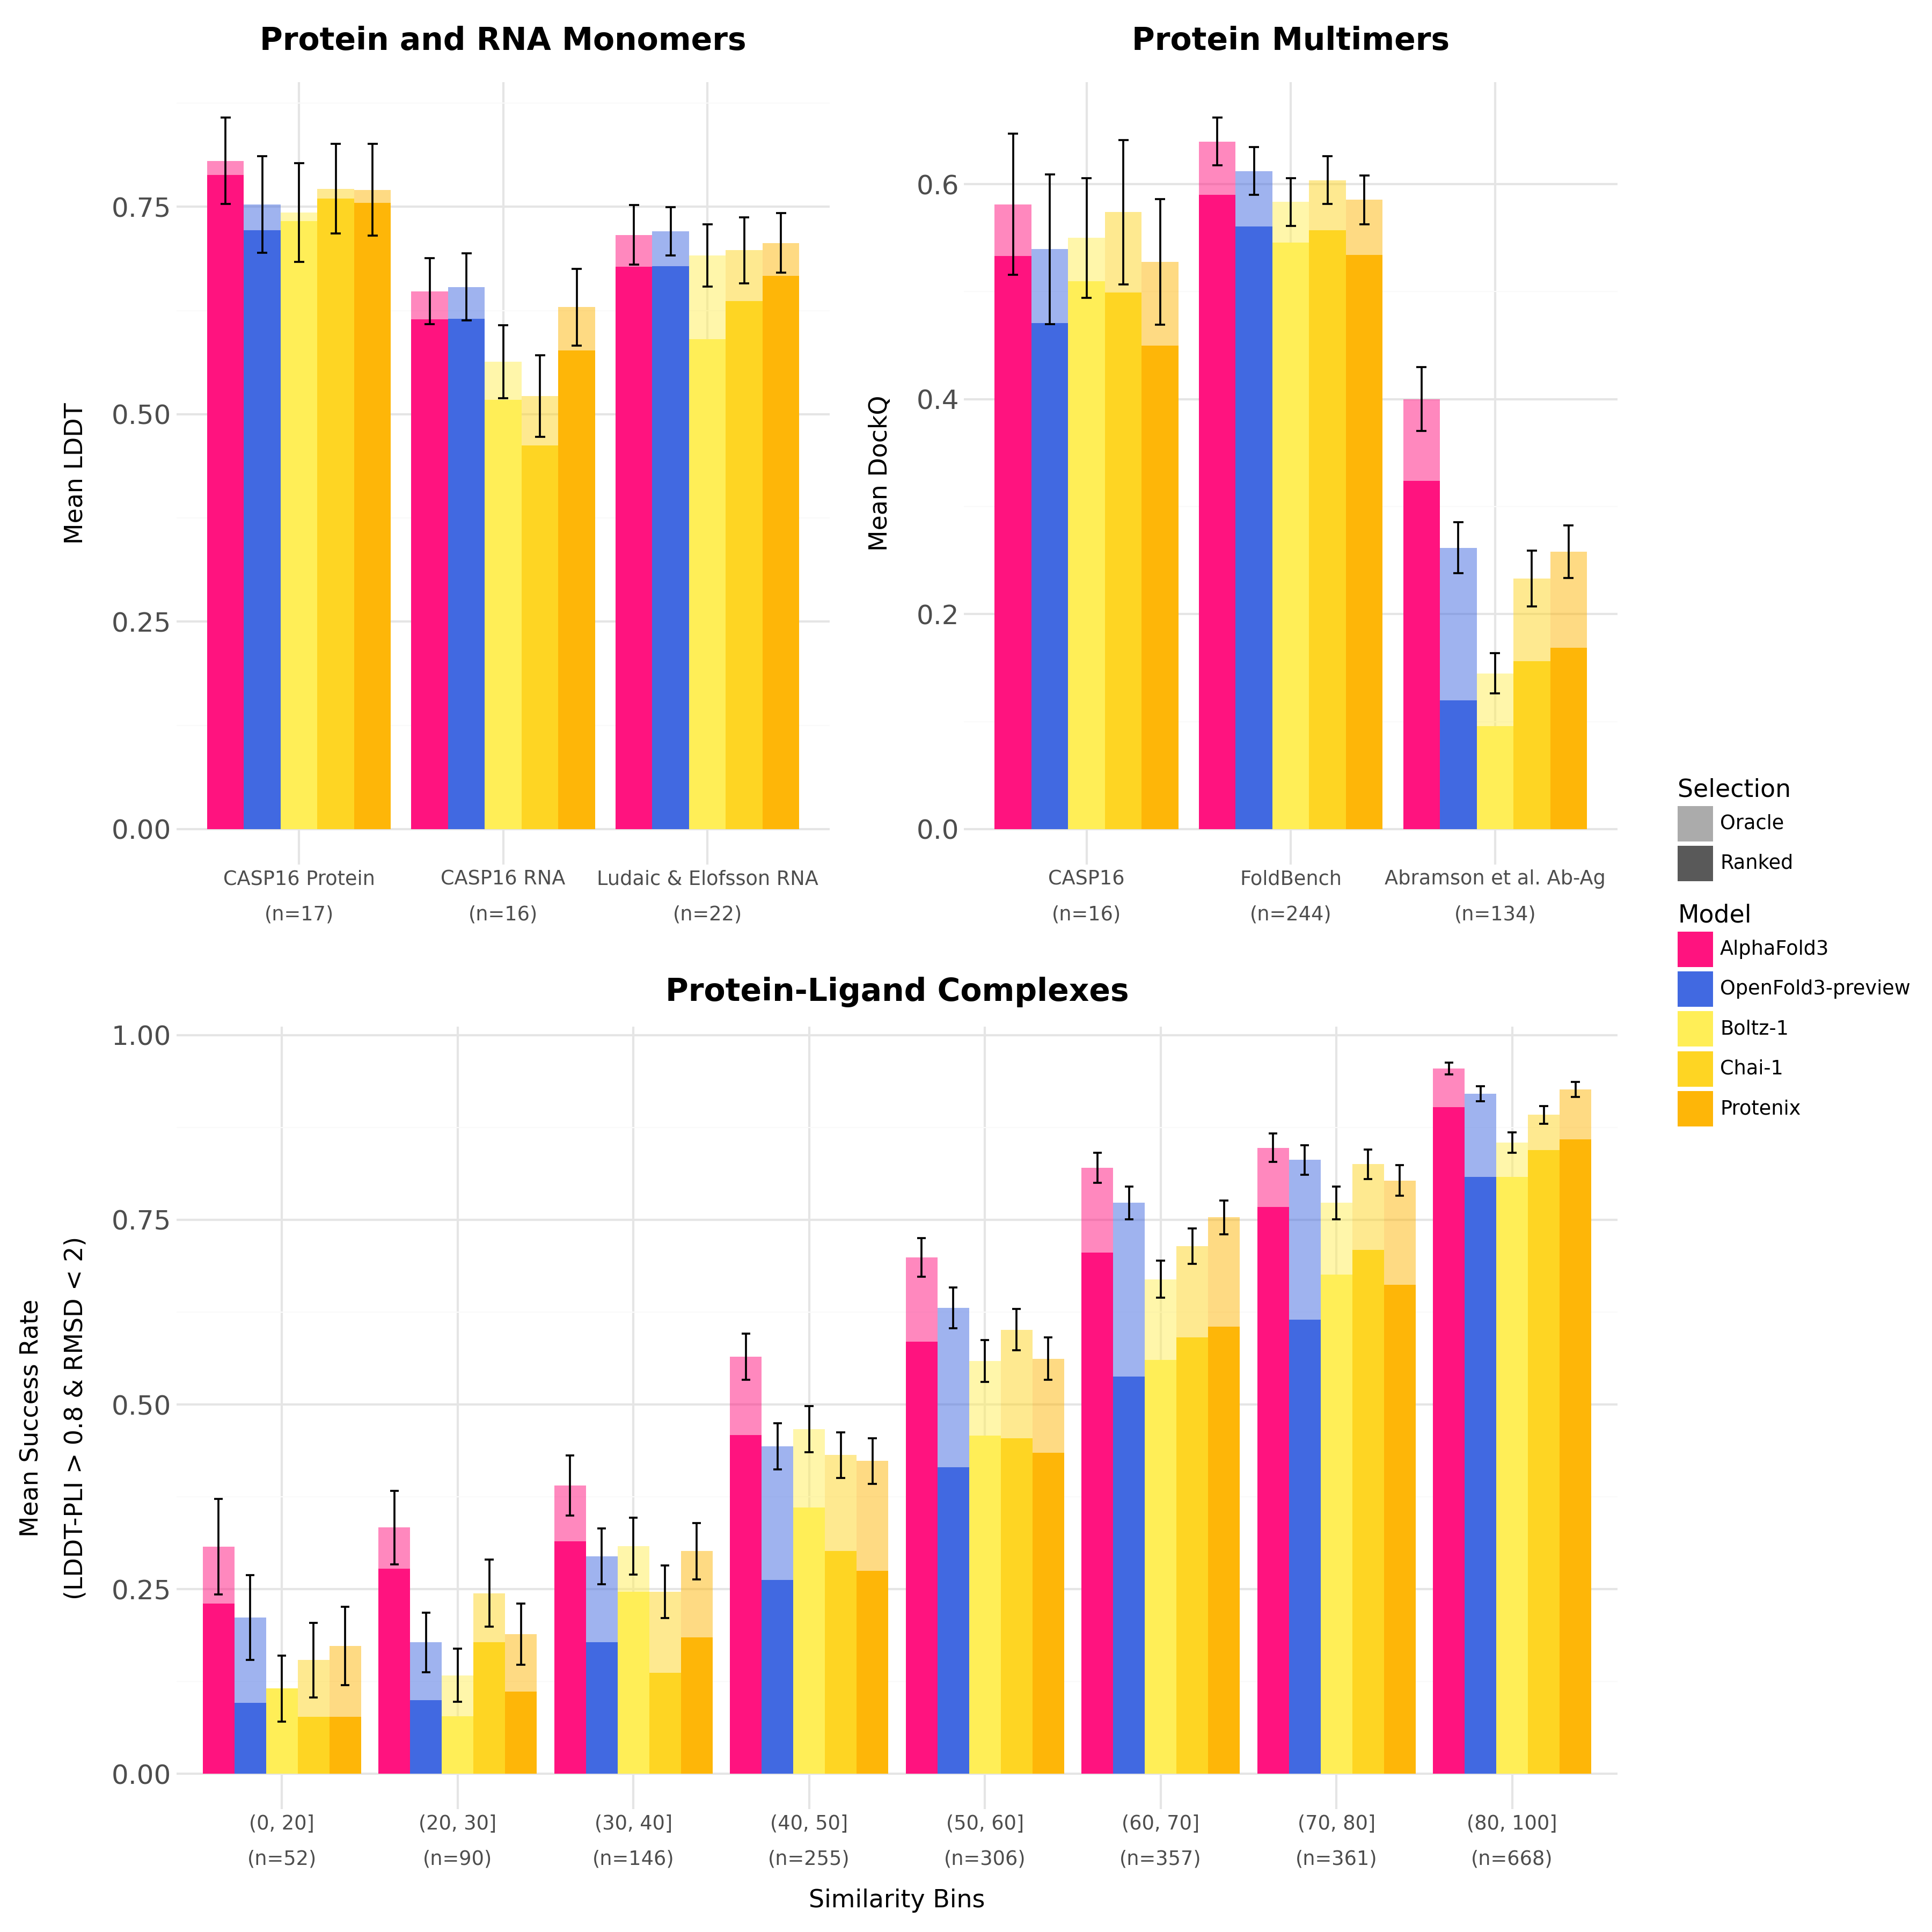 Protein and RNA Monomers
Mean LDDT
0.75
0.50
0.25
0.00
CASP16 Protein
(n=17)
CASP16 RNA
(n=16)
Ludaic & Elofsson RNA
(n=22)
Protein Multimers
Mean DockQ
0.6
0.4
0.2
0.0
CASP16
(n=16)
FoldBench
(n=244)
Abramson et al. Ab-Ag
(n=134)
Selection
Oracle
Ranked
Model
AlphaFold3
OpenFold3-preview
Boltz-1
Chai-1
Protenix
Protein-Ligand Complexes
Mean Success Rate
(LDDT-PLI > 0.8 & RMSD < 2)
1.00
0.75
0.50
0.25
0.00
(0, 20]
(n=52)
(20, 30]
(n=90)
(30, 40]
(n=146)
(40, 50]
(n=255)
(50, 60]
(n=306)
(60, 70]
(n=357)
(70, 80]
(n=361)
(80, 100]
(n=668)
Similarity Bins